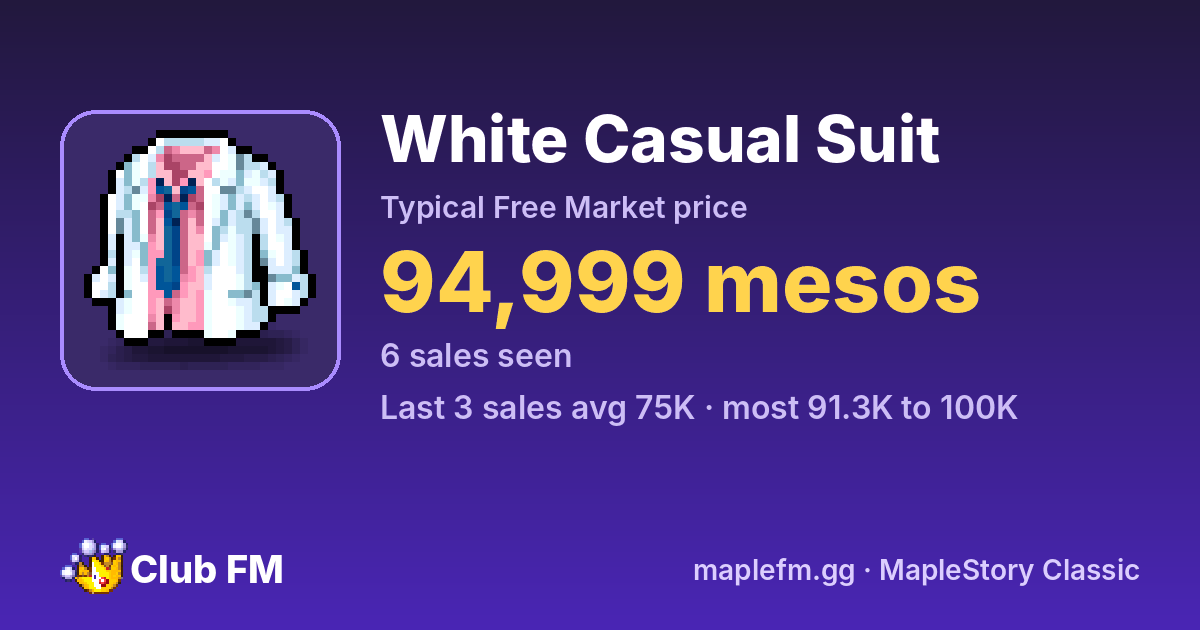 White Casual Suit
Typical Free Market price
94,999 mesos
6 sales seen
Last 3 sales avg 75K · most 91.3K to 100K
Club FM
maplefm.gg · MapleStory Classic